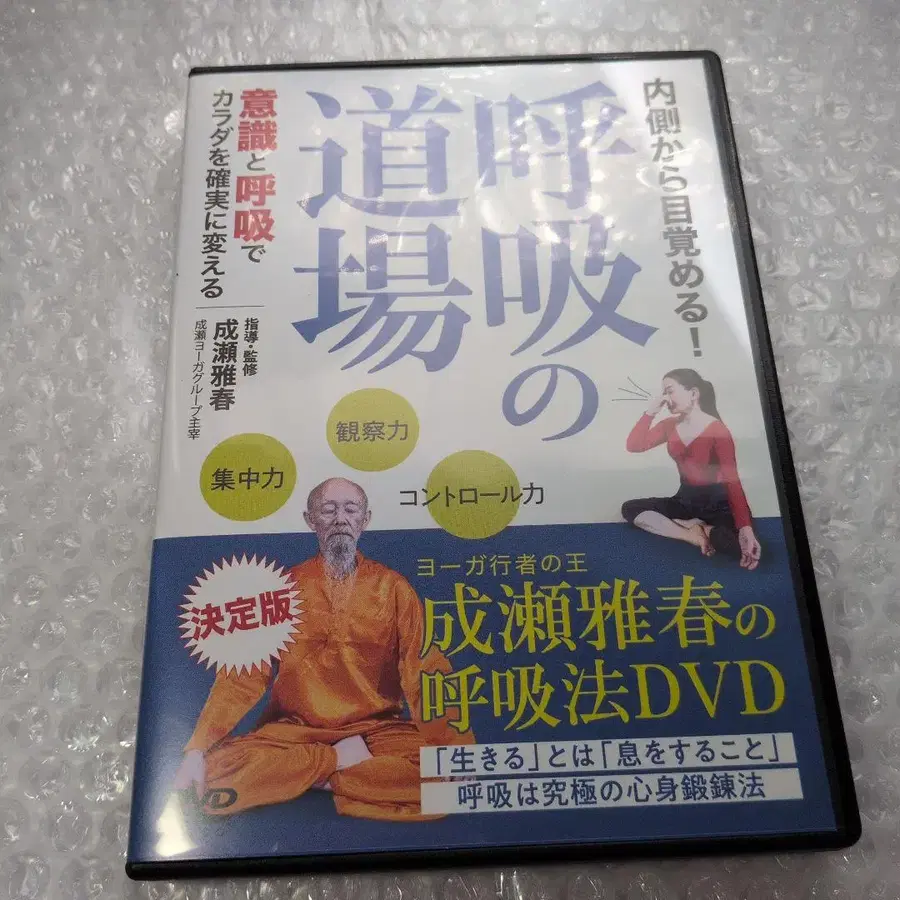 内側から目覚める!
呼吸の
道場
意識と呼吸で
カラダを確実に変える
指導・監修
成瀬雅春
成瀬ヨーガグループ主宰
観察力
集中力
コントロール力
ヨーガ行者の王
成瀬雅春の
呼吸法DVD
決定版
「生きる」とは「息をすること」
呼吸は究極の心身鍛錬法
DVD